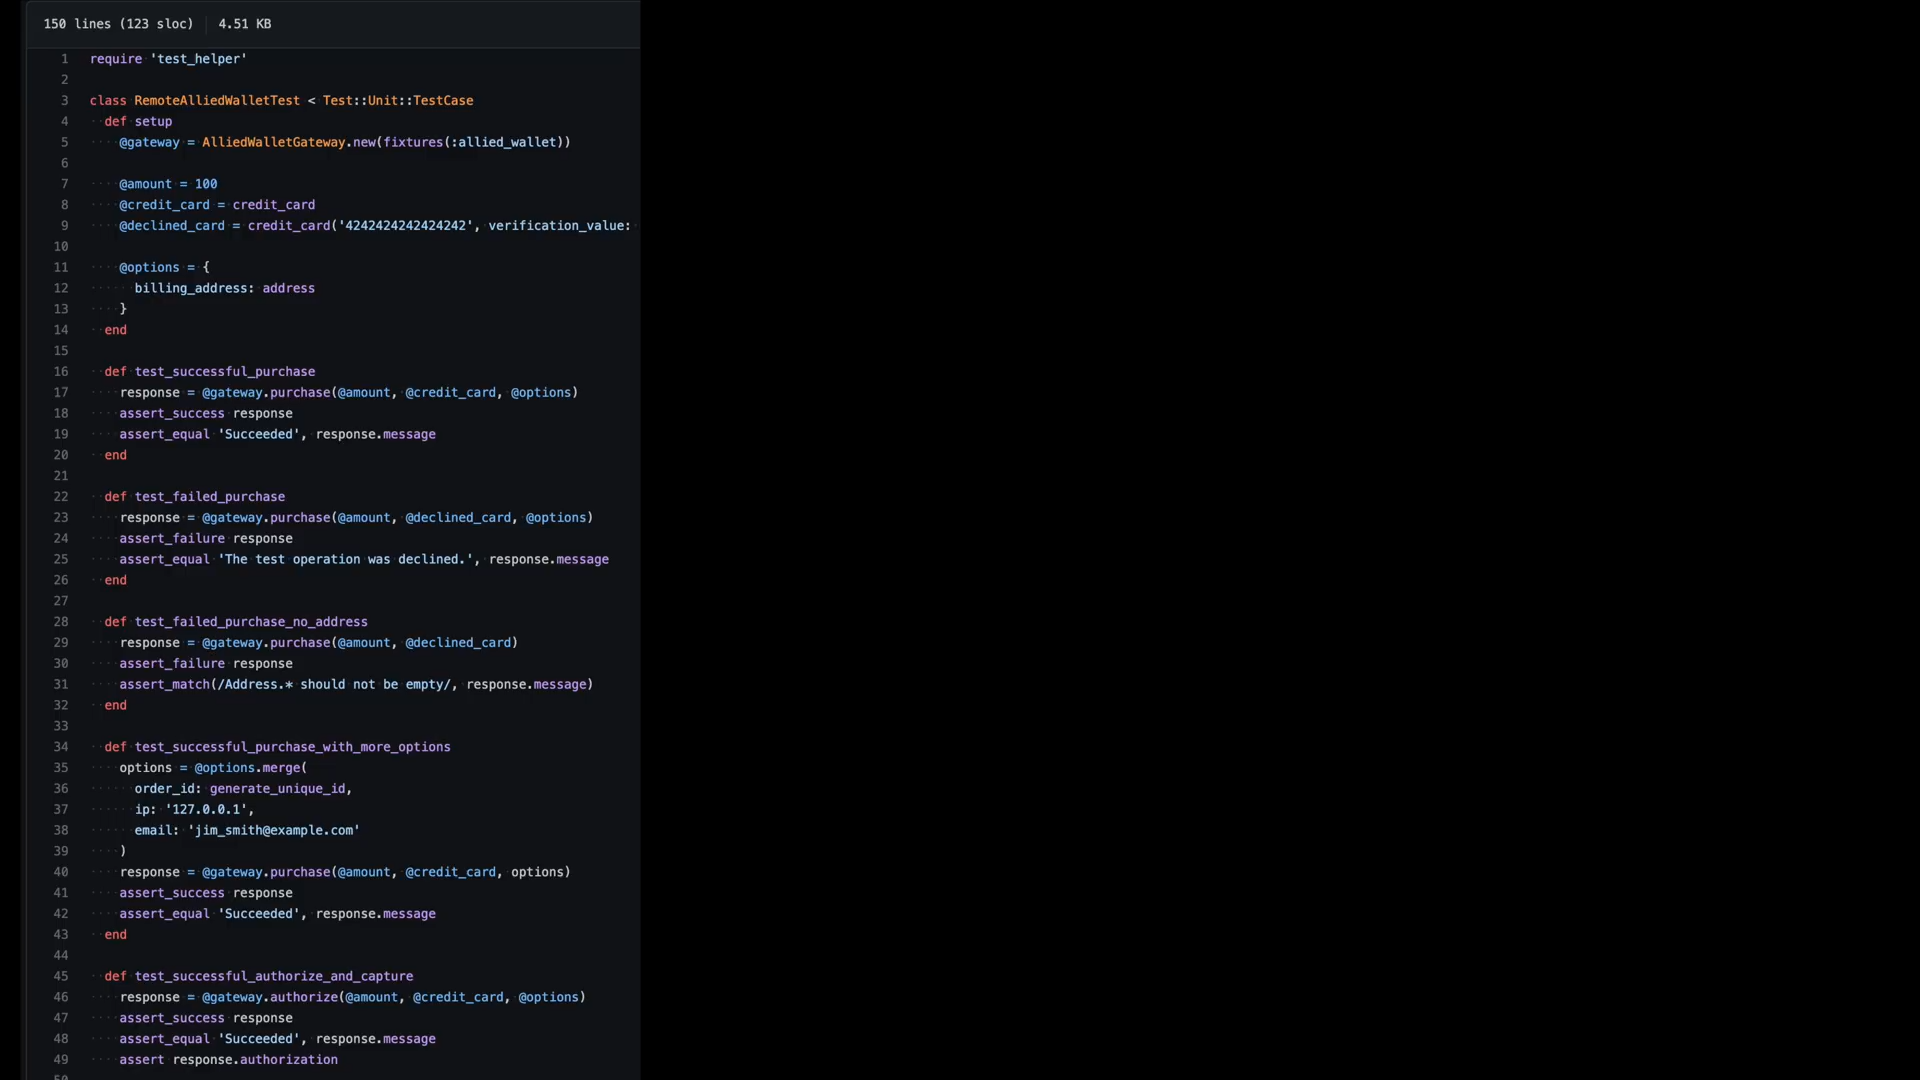 150 lines (123 sloc) 4.51 KB
1 require 'test_helper'
2
3 class RemoteAlliedWalletTest < Test::Unit::TestCase
4 def setup
5 @gateway = AlliedWalletGateway.new(fixtures(:allied_wallet))
6
7 @amount = 100
8 @credit_card = credit_card
9 @declined_card = credit_card('4242424242424242', verification_value:
10
11 @options = {
12 billing_address: address
13 }
14 end
15
16 def test_successful_purchase
17 response = @gateway.purchase(@amount, @credit_card, @options)
18 assert_success response
19 assert_equal 'Succeeded', response.message
20 end
21
22 def test_failed_purchase
23 response = @gateway.purchase(@amount, @declined_card, @options)
24 assert_failure response
25 assert_equal 'The test operation was declined.', response.message
26 end
27
28 def test_failed_purchase_no_address
29 response = @gateway.purchase(@amount, @declined_card)
30 assert_failure response
31 assert_match(/Address.* should not be empty/, response.message)
32 end
33
34 def test_successful_purchase_with_more_options
35 options = @options.merge(
36 order_id: generate_unique_id,
37 ip: '127.0.0.1',
38 email: 'jim_smith@example.com'
39 )
40 response = @gateway.purchase(@amount, @credit_card, options)
41 assert_success response
42 assert_equal 'Succeeded', response.message
43 end
44
45 def test_successful_authorize_and_capture
46 response = @gateway.authorize(@amount, @credit_card, @options)
47 assert_success response
48 assert_equal 'Succeeded', response.message
49 assert response.authorization
50